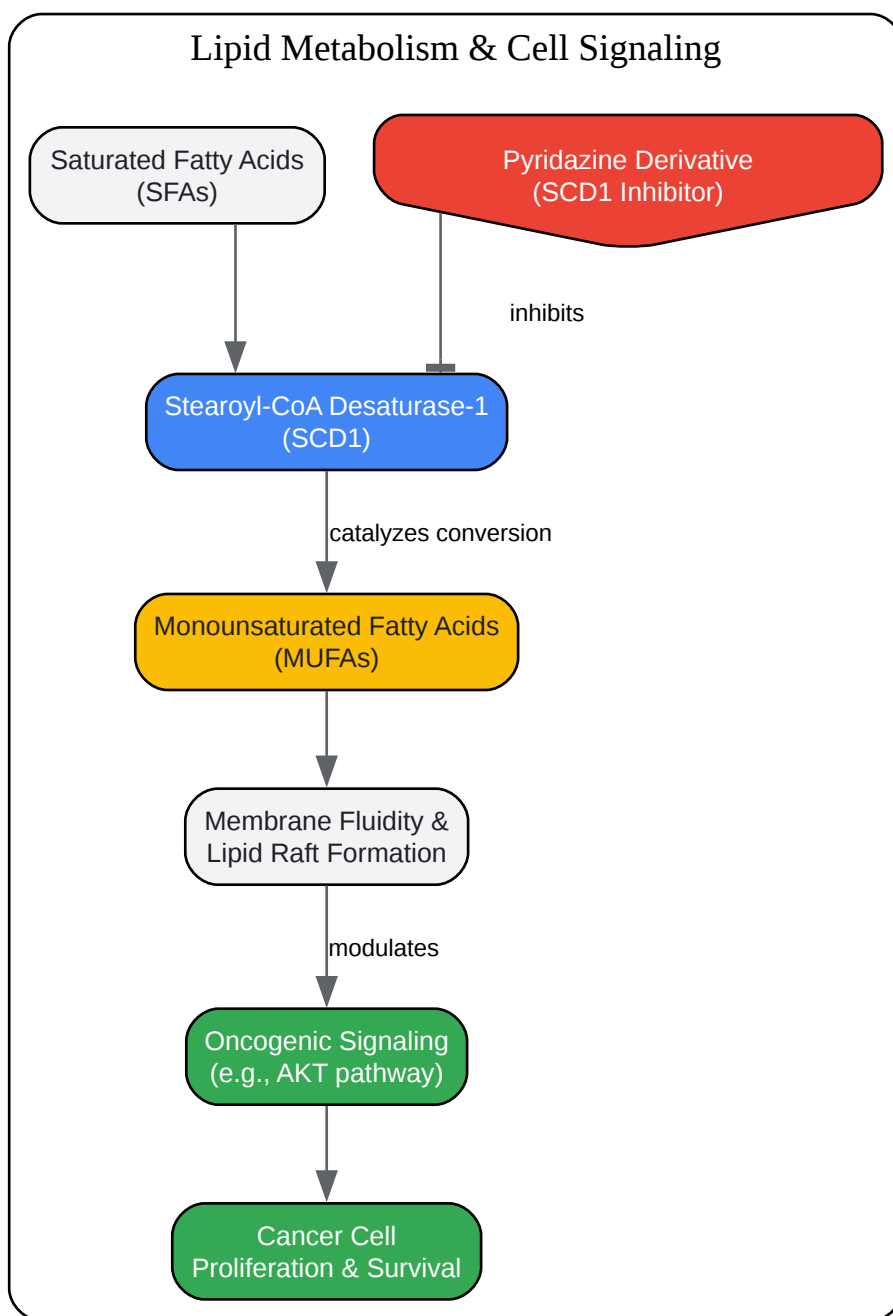 Lipid Metabolism & Cell Signaling
Saturated Fatty Acids
(SFAs)
Pyridazine Derivative
(SCD1 Inhibitor)
inhibits
Stearoyl-CoA Desaturase-1
(SCD1)
catalyzes conversion
Monounsaturated Fatty Acids
(MUFAs)
Membrane Fluidity &
Lipid Raft Formation
modulates
Oncogenic Signaling
(e.g., AKT pathway)
Cancer Cell
Proliferation & Survival